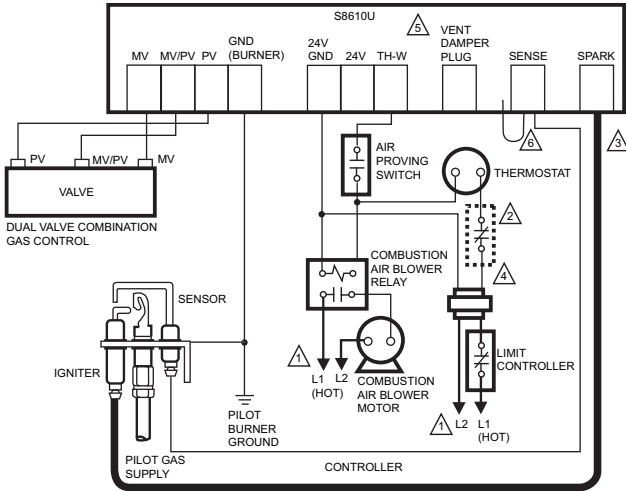 S8610U
MV
MV/PV
PV
GND
(BURNER)
24V
GND
24V
TH-W
5
VENT
DAMPER
PLUG
SENSE
SPARK
6
3
PV
MV/PV
MV
VALVE
DUAL VALVE COMBINATION
GAS CONTROL
AIR
PROVING
SWITCH
THERMOSTAT
2
4
COMBUSTION
AIR BLOWER
RELAY
SENSOR
IGNITER
1
L1
(HOT)
L2
COMBUSTION
AIR BLOWER
MOTOR
LIMIT
CONTROLLER
1
L2
L1
(HOT)
PILOT
BURNER
GROUND
PILOT GAS
SUPPLY
CONTROLLER